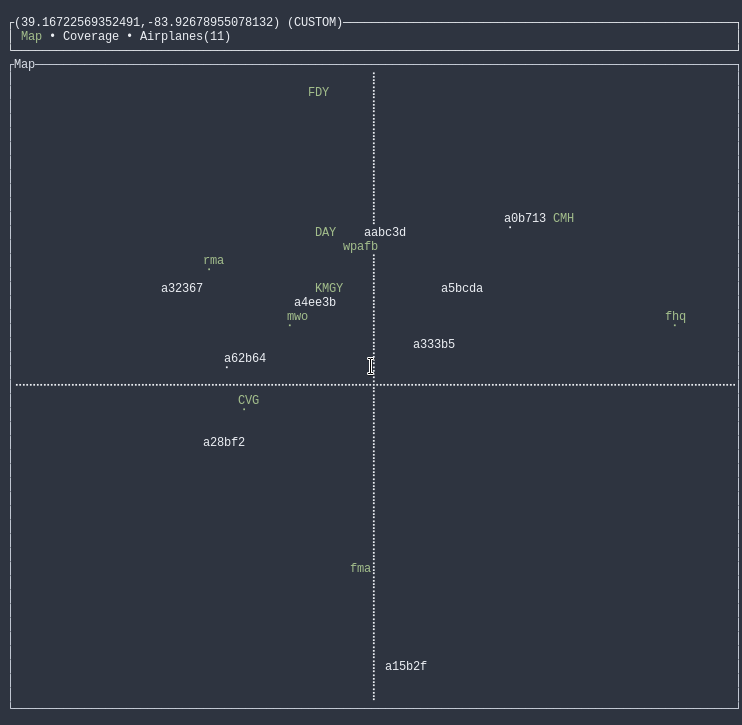 (39.16722569352491,-83.92678955078132) (CUSTOM)
Map • Coverage • Airplanes(11)
Map
FDY
a0b713 CMH
DAY aabc3d
wpafb
rma
a32367 KMGY a5bcda
a4ee3b
mwo fhq
a333b5
a62b64
CVG
a28bf2
fma
a15b2f